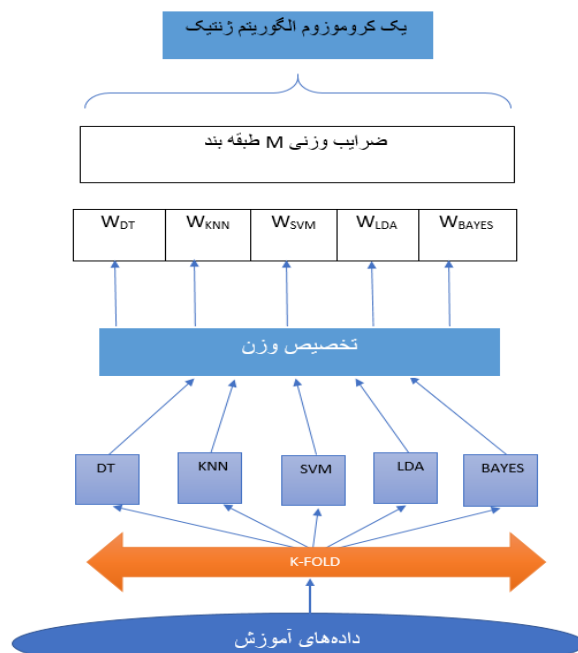 یک کروموزوم الگوریتم ژنتیک
ضرایب وزنی M طبقه بند
WDT WKNN WSVM WLDA WBAYES
تخصیص وزن
DT KNN SVM LDA BAYES
K-FOLD
داده‌های آموزش